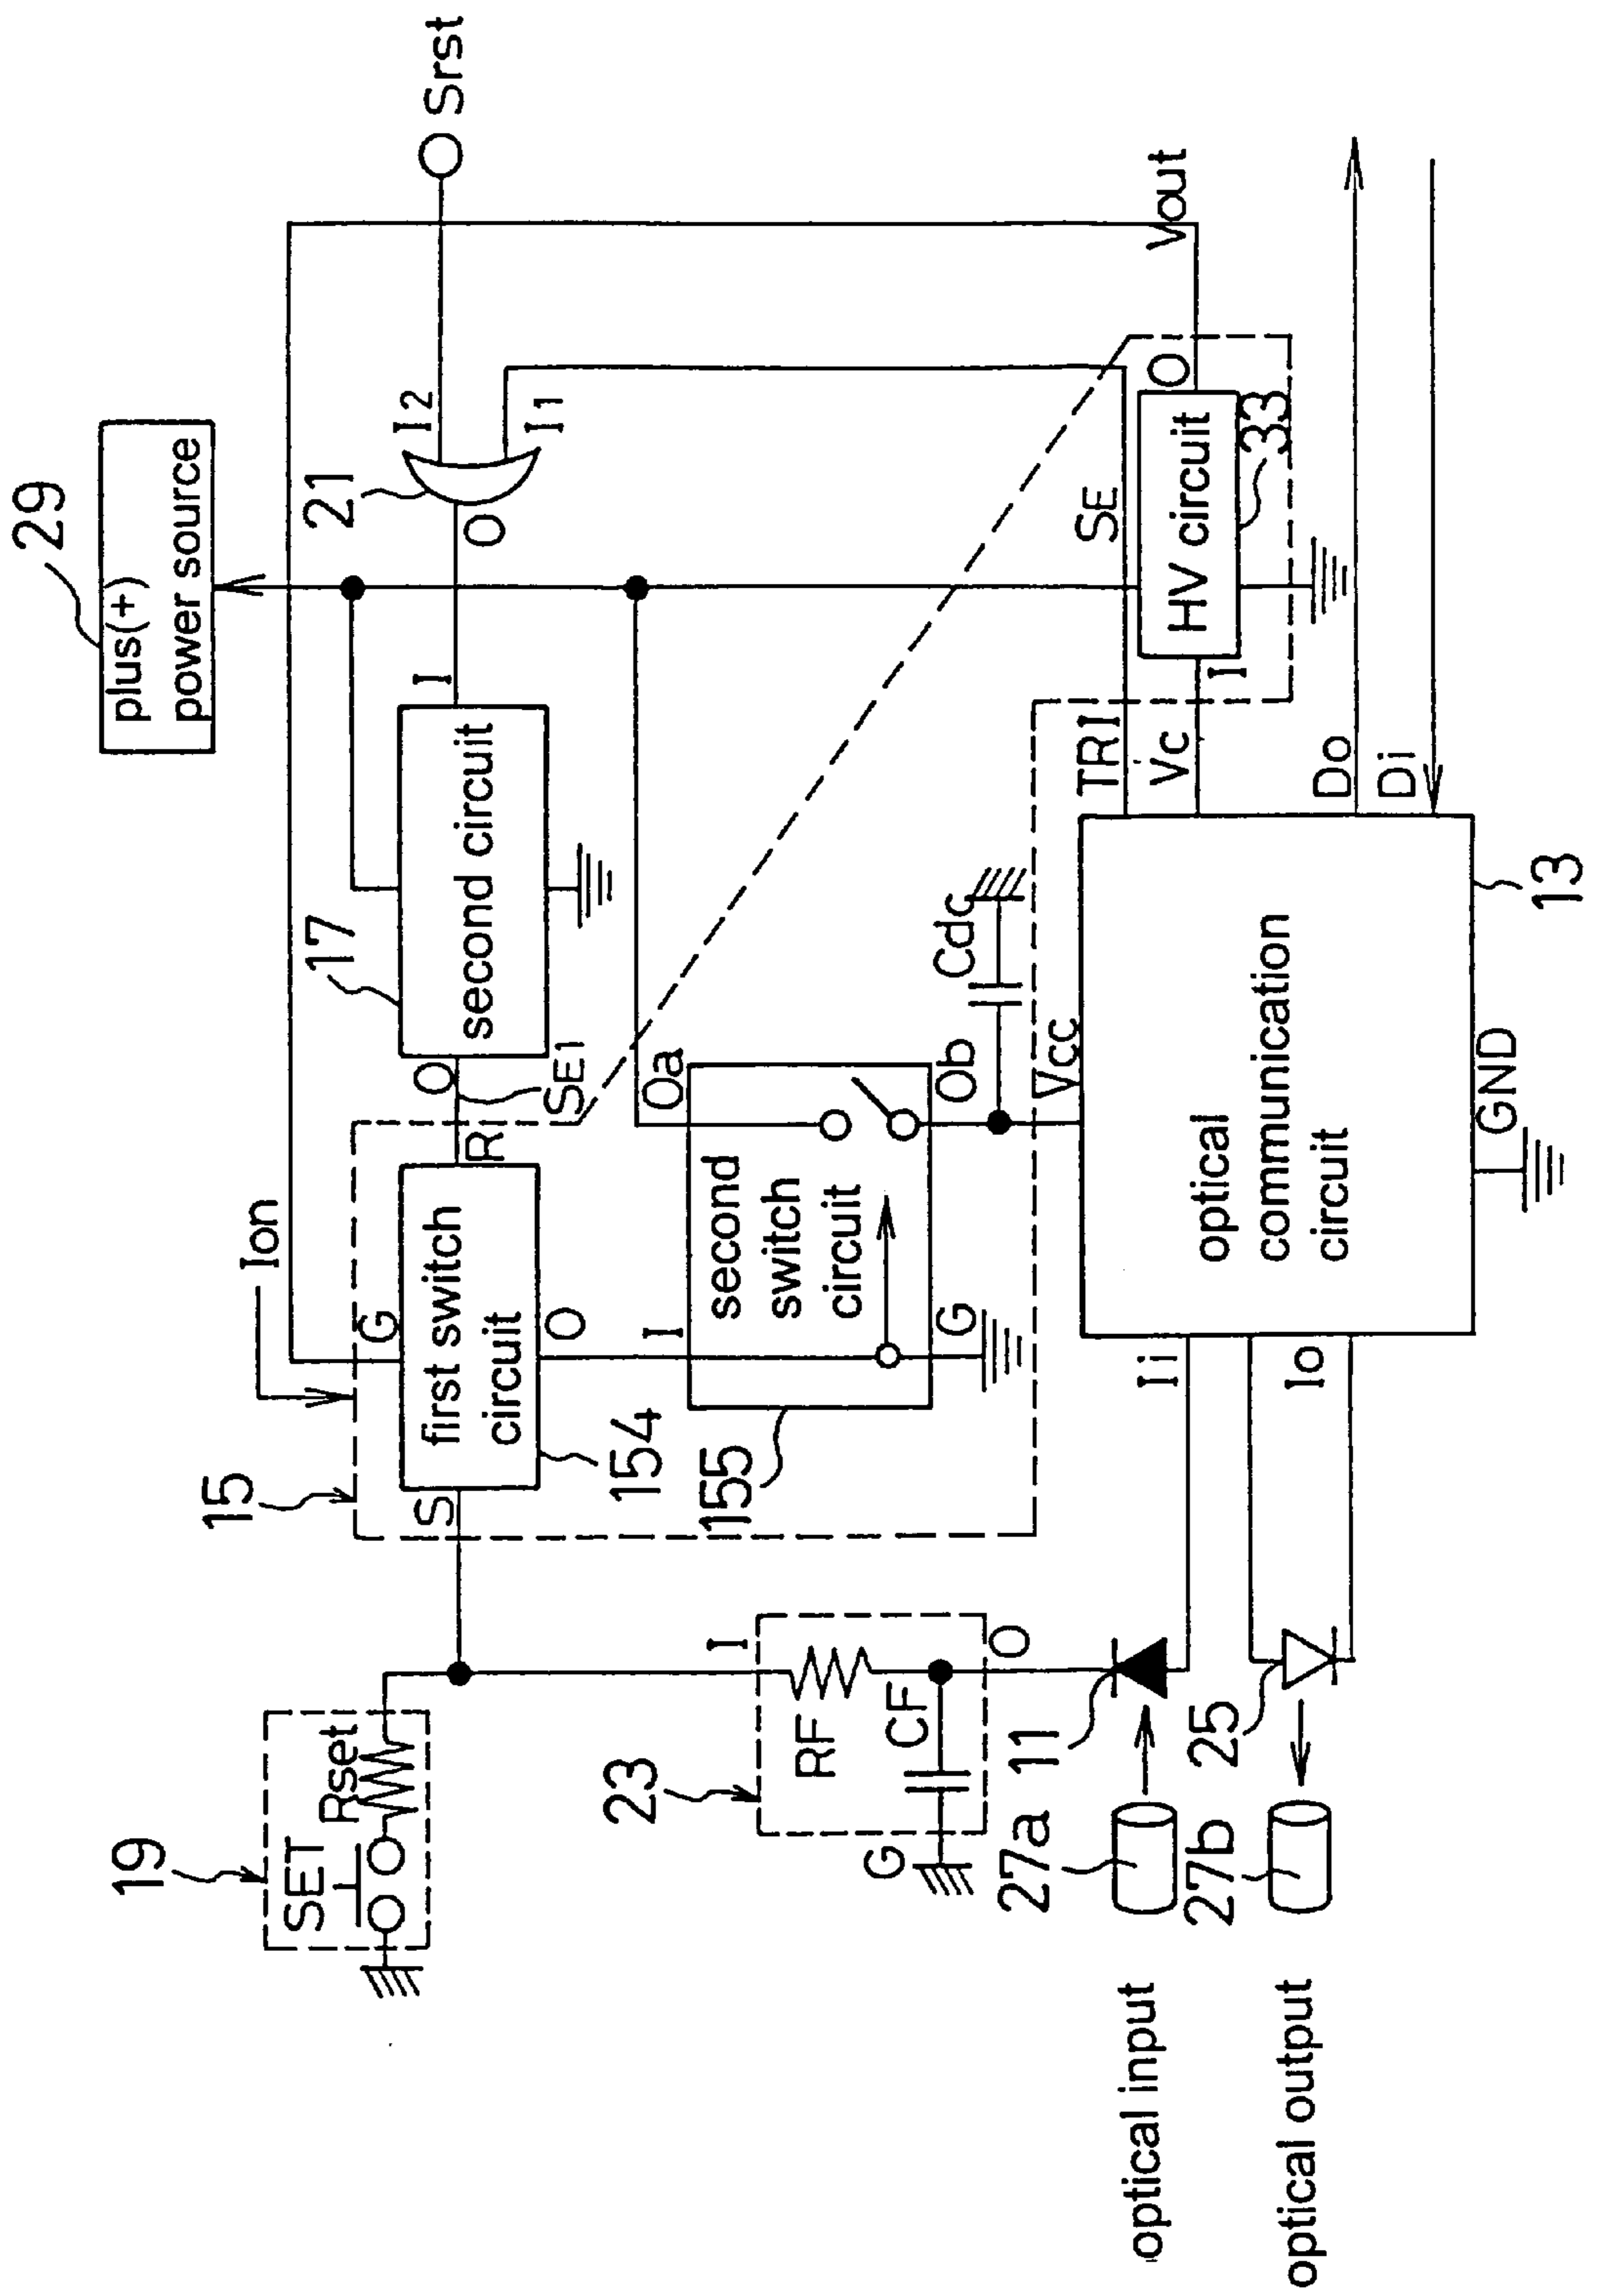 29
plus(+)
power source
Srst
I2
I1
21
O
I
17
second circuit
O
SE1
R
Ion
15
G
first switch
circuit
S
O
154
I
second
switch
circuit
155
Oa
Ob
G
Cdc
Vcc
19
SET
Rset
23
I
RF
CF
O
G
11
27a
25
27b
optical input
optical output
Ii
Io
optical
communication
circuit
GND
13
TRI
Vc
Do
Di
SE
HV circuit
I
O
33
Vout